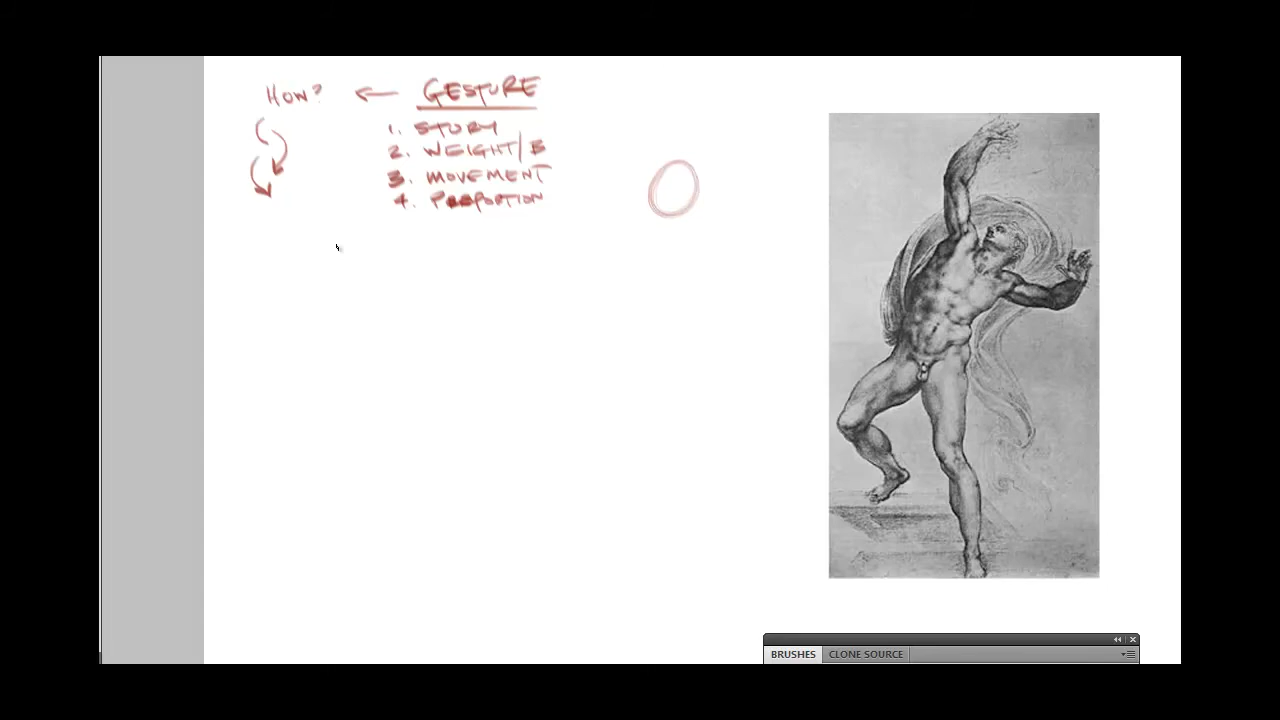 HOW? ← GESTURE
1. STORY
2. WEIGHT/B
3. MOVEMENT
4. PROPORTION
BRUSHES CLONE SOURCE